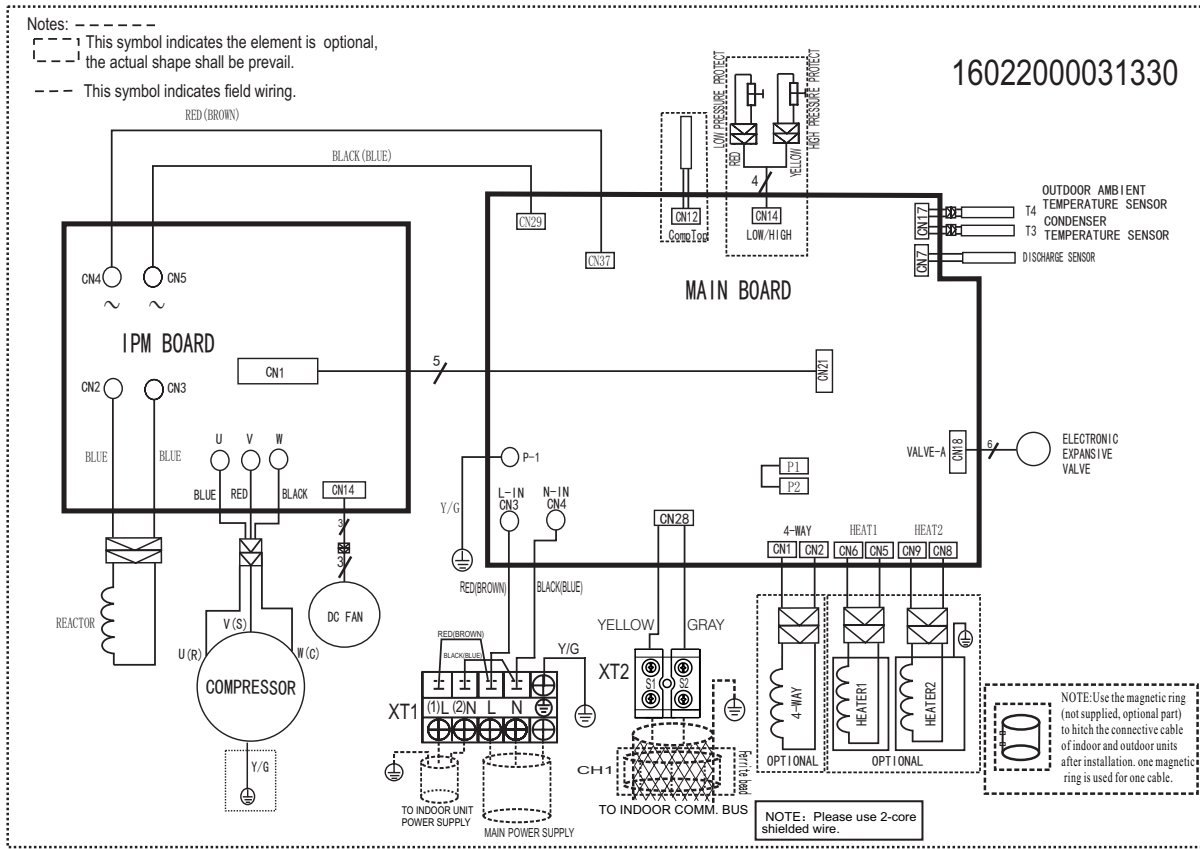 Notes:
This symbol indicates the element is optional,
the actual shape shall be prevail.
This symbol indicates field wiring.
16022000031330
RED(BROWN)
BLACK(BLUE)
LOW PRESSURE PROTECT
HIGH PRESSURE PROTECT
RED
YELLOW
4
CN12
CompTop
CN14
LOW/HIGH
CN29
CN37
CN17
T4
OUTDOOR AMBIENT
TEMPERATURE SENSOR
T3
CONDENSER
TEMPERATURE SENSOR
CN7
DISCHARGE SENSOR
MAIN BOARD
CN4
CN5
IPM BOARD
CN1
5
CN21
CN2
CN3
BLUE
BLUE
U
V
W
BLUE
RED
BLACK
CN14
3
3
DC FAN
REACTOR
V(S)
U(R)
W(C)
COMPRESSOR
Y/G
P-1
Y/G
L-IN
CN3
N-IN
CN4
RED(BROWN)
BLACK(BLUE)
P1
P2
CN28
VALVE-A
CN18
6
ELECTRONIC
EXPANSIVE
VALVE
4-WAY
HEAT1
HEAT2
CN1
CN2
CN6
CN5
CN9
CN8
RED(BROWN)
BLACK(BLUE)
Y/G
XT1
(1)L
(2)N
L
N
TO INDOOR UNIT
POWER SUPPLY
MAIN POWER SUPPLY
YELLOW
GRAY
XT2
S1
S2
CH1
Ferrite bead
TO INDOOR COMM. BUS
4-WAY
HEATER1
HEATER2
OPTIONAL
OPTIONAL
NOTE: Please use 2-core
shielded wire.
NOTE:Use the magnetic ring
(not supplied, optional part)
to hitch the connective cable
of indoor and outdoor units
after installation. one magnetic
ring is used for one cable.